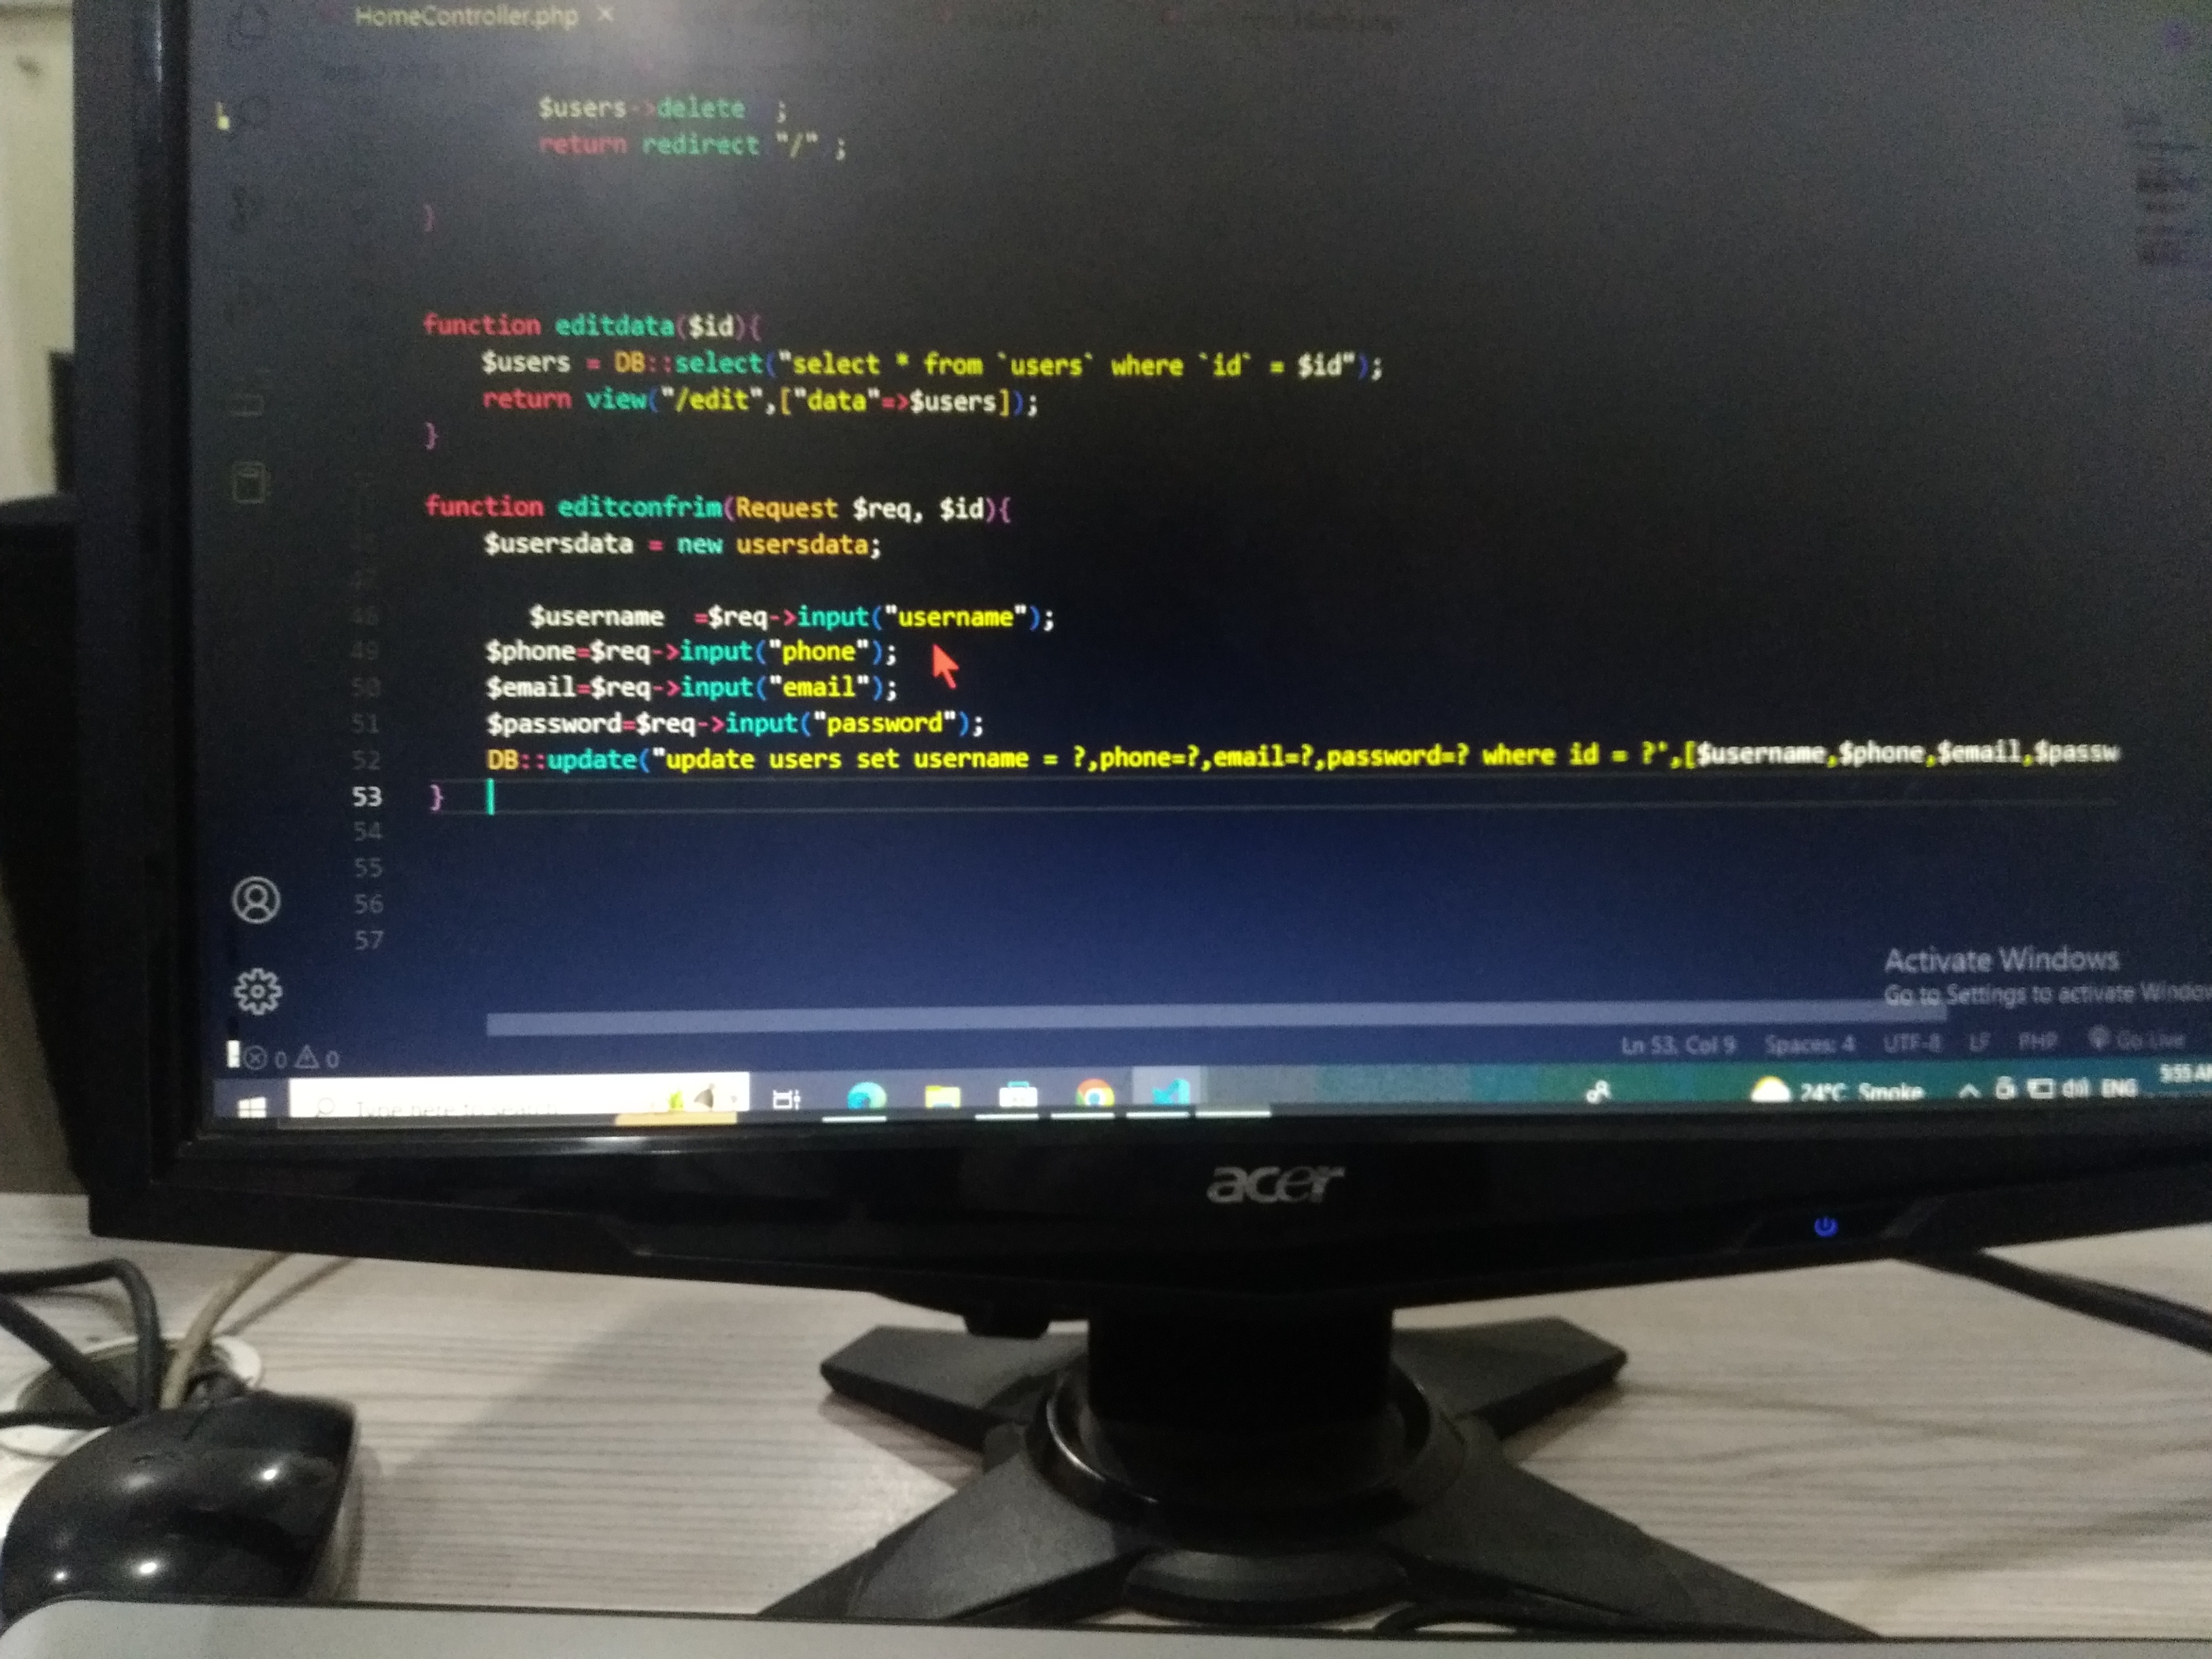 HomeController.php ×
$users->delete ;
return redirect "/" ;
}
function editdata($id){
$users = DB::select("select * from `users` where `id` = $id");
return view("/edit",["data"=>$users]);
}
function editconfrim(Request $req, $id){
$usersdata = new usersdata;
48 $username =$req->input("username");
49 $phone=$req->input("phone");
50 $email=$req->input("email");
51 $password=$req->input("password");
52 DB::update("update users set username = ?,phone=?,email=?,password=? where id = ?",[$username,$phone,$email,$passw
53 }
54
55
56
57
Activate Windows
Go to Settings to activate Window
0 0 Ln 53, Col 9 Spaces: 4 UTF-8 LF PHP Go Live
Type here to search 24°C Smoke ENG 5:55 AM
acer